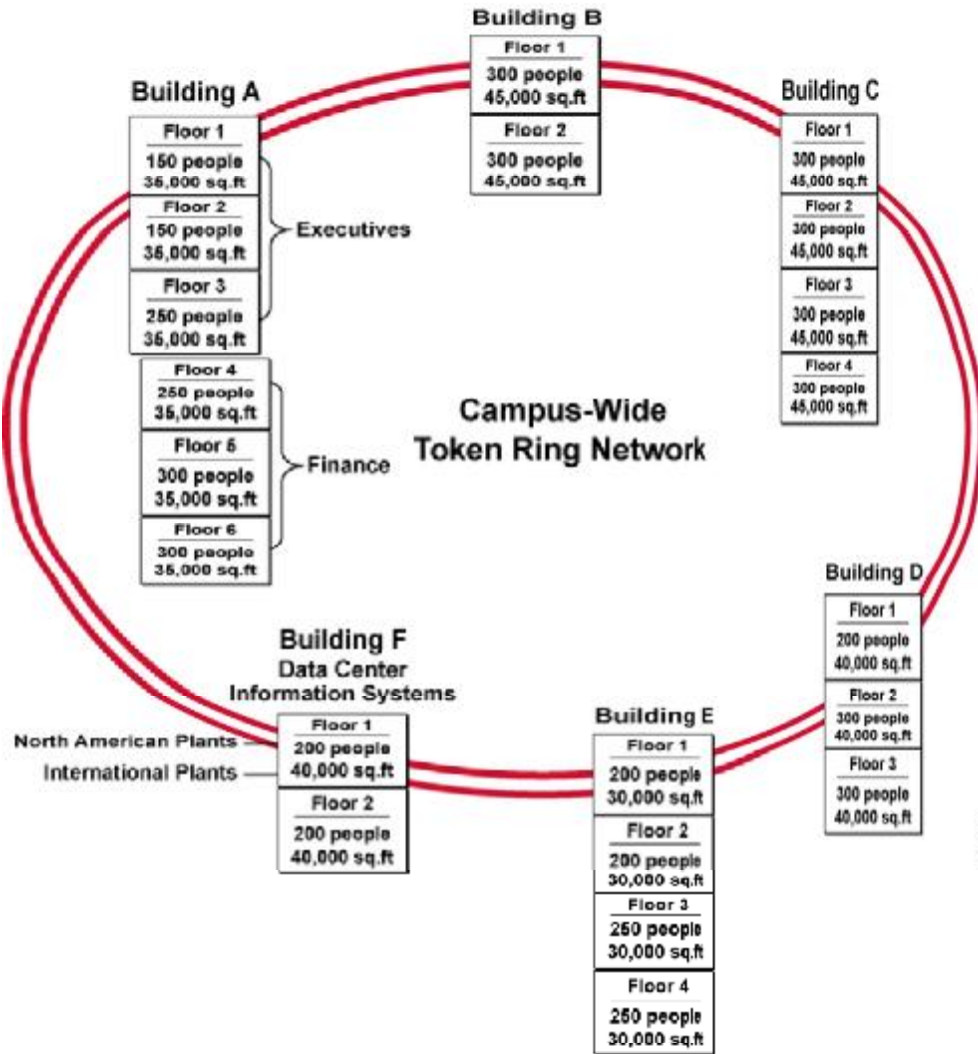 Building B
Floor 1
300 people
45,000 sq.ft
Floor 2
300 people
45,000 sq.ft
Building A
Floor 1
150 people
35,000 sq.ft
Floor 2
150 people
35,000 sq.ft
Floor 3
250 people
35,000 sq.ft
Executives
Floor 4
250 people
35,000 sq.ft
Floor 5
300 people
35,000 sq.ft
Floor 6
300 people
35,000 sq.ft
Finance
Building C
Floor 1
300 people
45,000 sq.ft
Floor 2
300 people
45,000 sq.ft
Floor 3
300 people
45,000 sq.ft
Floor 4
300 people
45,000 sq.ft
Campus-Wide
Token Ring Network
Building D
Floor 1
200 people
40,000 sq.ft
Floor 2
300 people
40,000 sq.ft
Floor 3
300 people
40,000 sq.ft
Building F
Data Center
Information Systems
Floor 1
200 people
40,000 sq.ft
Floor 2
200 people
40,000 sq.ft
North American Plants
International Plants
Building E
Floor 1
200 people
30,000 sq.ft
Floor 2
200 people
30,000 sq.ft
Floor 3
250 people
30,000 sq.ft
Floor 4
250 people
30,000 sq.ft